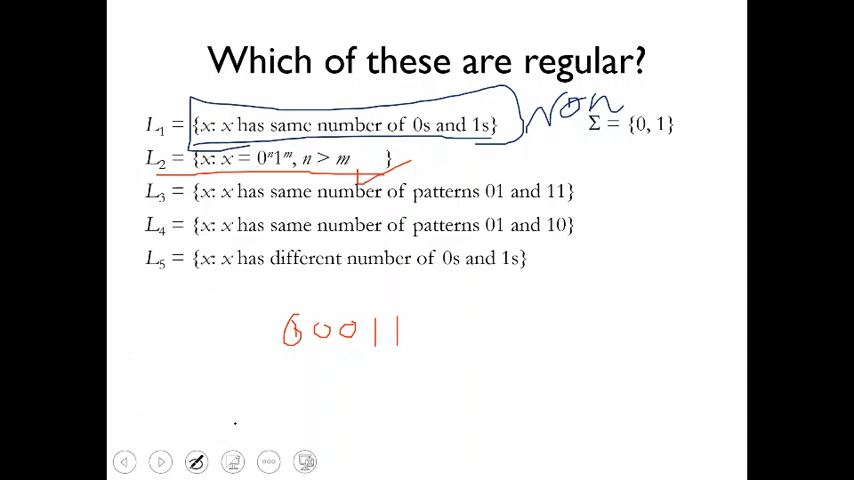 Which of these are regular?
L₁ = {x: x has same number of 0s and 1s} Non Σ = {0, 1}
L₂ = {x: x = 0ⁿ1ᵐ, n > m }
L₃ = {x: x has same number of patterns 01 and 11}
L₄ = {x: x has same number of patterns 01 and 10}
L₅ = {x: x has different number of 0s and 1s}
00011